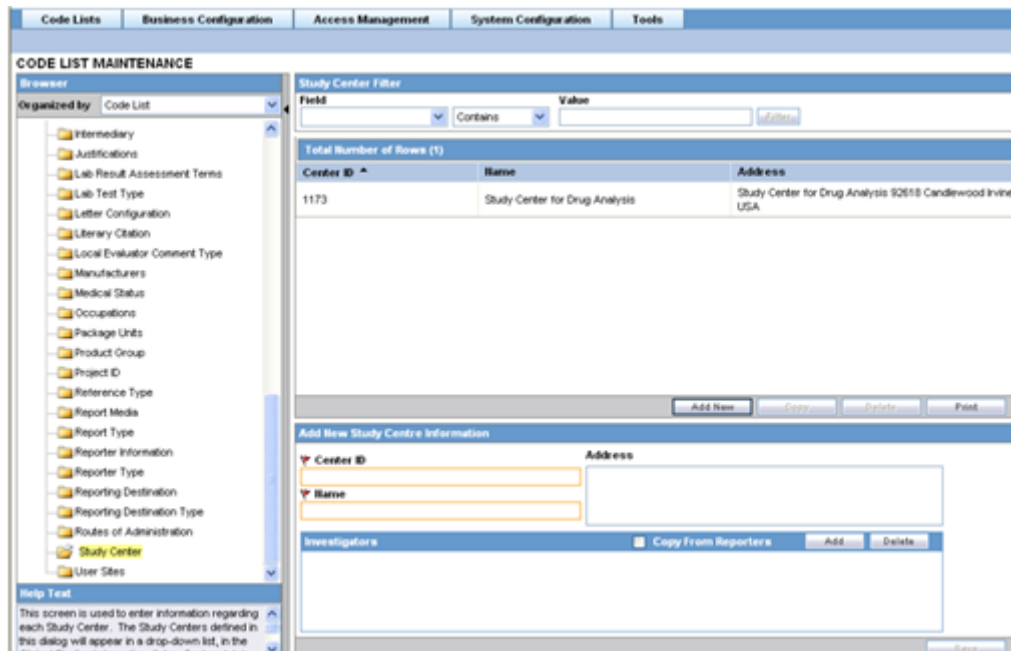 Code Lists Business Configuration Access Management System Configuration Tools
CODE LIST MAINTENANCE
Browser
Organized by Code List
Intermediary
Justifications
Lab Result Assessment Terms
Lab Test Type
Letter Configuration
Literary Citation
Local Evaluator Comment Type
Manufacturers
Medical Status
Occupations
Package Units
Product Group
Project ID
Reference Type
Report Media
Report Type
Reporter Information
Reporter Type
Reporting Destination
Reporting Destination Type
Routes of Administration
Study Center
User Sites
Help Text
This screen is used to enter information regarding
each Study Center. The Study Centers defined in
this dialog will appear in a drop-down list, in the
Study Center Filter
Field Value
Contains Filter
Total Number of Rows (1)
Center ID Name Address
1173 Study Center for Drug Analysis Study Center for Drug Analysis 92618 Candlewood Irvine
USA
Add New Copy Delete Print
Add New Study Centre Information
Center ID Address
Name
Investigators Copy From Reporters Add Delete
Save